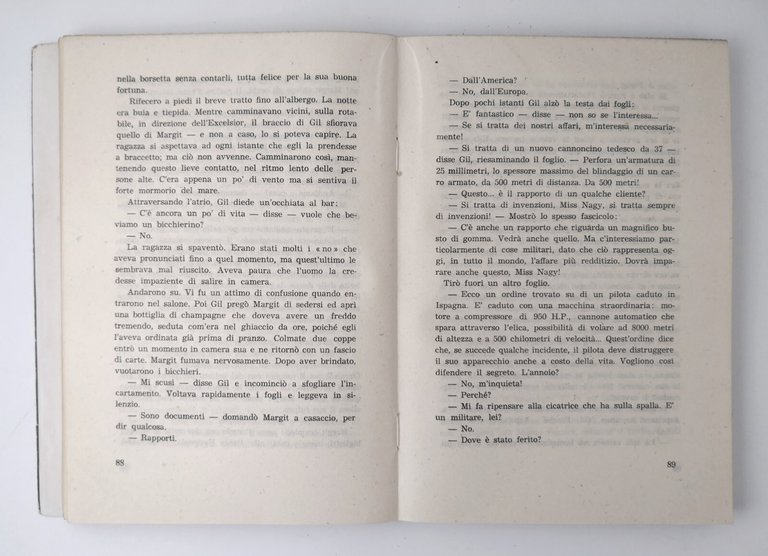 nella borsetta senza contarli, tutta felice per la sua buona
fortuna.
Rifecero a piedi il breve tratto fino all'albergo. La notte
era buia e tiepida. Mentre camminavano vicini, sulla rota-
bile, in direzione dell'Excelsior, il braccio di Gil sfiorava
quello di Margit — e non a caso, lo si poteva capire. La
ragazza si aspettava ad ogni istante che egli la prendesse
a braccetto; ma ciò non avvenne. Camminarono così, man-
tenendo questo lieve contatto, nel ritmo lento delle per-
sone alte. C'era appena un po' di vento ma si sentiva il
forte mormorio del mare.
Attraversando l'atrio, Gil diede un'occhiata al bar:
— C'è ancora un po' di vita — disse — vuole che be-
viamo un bicchierino?
— No.
La ragazza si spaventò. Erano stati molti i « no » che
aveva pronunciati fino a quel momento, ma quest'ultimo le
sembrava mal riuscito. Aveva paura che l'uomo la cre-
desse impaziente di salire in camera.
Andarono su. Vi fu un attimo di confusione quando en-
trarono nel salone. Poi Gil pregò Margit di sedersi ed aprì
una bottiglia di champagne che doveva avere un freddo
tremendo, seduta com'era nel ghiaccio da ore, poiché egli
l'aveva ordinata già prima di pranzo. Colmate due coppe
entrò un momento in camera sua e ne ritornò con un fascio
di carte. Margit fumava nervosamente. Dopo aver brindato,
vuotarono i bicchieri.
— Mi scusi — disse Gil e incominciò a sfogliare l'in-
cartamento. Voltava rapidamente i fogli e leggeva in si-
lenzio.
— Sono documenti — domandò Margit a casaccio, per
dir qualcosa.
— Rapporti.
88
— Dall'America?
— No, dall'Europa.
Dopo pochi istanti Gil alzò la testa dai fogli:
— E' fantastico — disse — non so se l'interessa...
— Se si tratta dei nostri affari, m'interessa necessaria-
mente!
— Si tratta di un nuovo cannoncino tedesco da 37 —
disse Gil, riesaminando il foglio. — Perfora un'armatura di
25 millimetri, lo spessore massimo del blindaggio di un car-
ro armato, da 500 metri di distanza. Da 500 metri!
— Questo... è il rapporto di un qualche cliente?
— Si tratta di invenzioni, Miss Nagy, si tratta sempre
di invenzioni! — Mostrò lo spesso fascicolo:
— C'è anche un rapporto che riguarda un magnifico bu-
sto di gomma. Vedrà anche quello. Ma c'interessiamo par-
ticolarmente di cose militari, dato che ciò rappresenta og-
gi, in tutto il mondo, l'affare più redditizio. Dovrà impa-
rare anche questo, Miss Nagy!
Tirò fuori un altro foglio.
— Ecco un ordine trovato su di un pilota caduto in
Ispagna. E' caduto con una macchina straordinaria: mo-
tore a compressore di 950 H.P., cannone automatico che
spara attraverso l'elica, possibilità di volare ad 8000 metri
di altezza e a 500 chilometri di velocità... Quest'ordine dice
che, se succede qualche incidente, il pilota deve distruggere
il suo apparecchio anche a costo della vita. Vogliono così
difendere il segreto. L'annoio?
— No, m'inquieta!
— Perché?
— Mi fa ripensare alla cicatrice che ha sulla spalla. E'
un militare, lei?
— No.
— Dove è stato ferito?
89